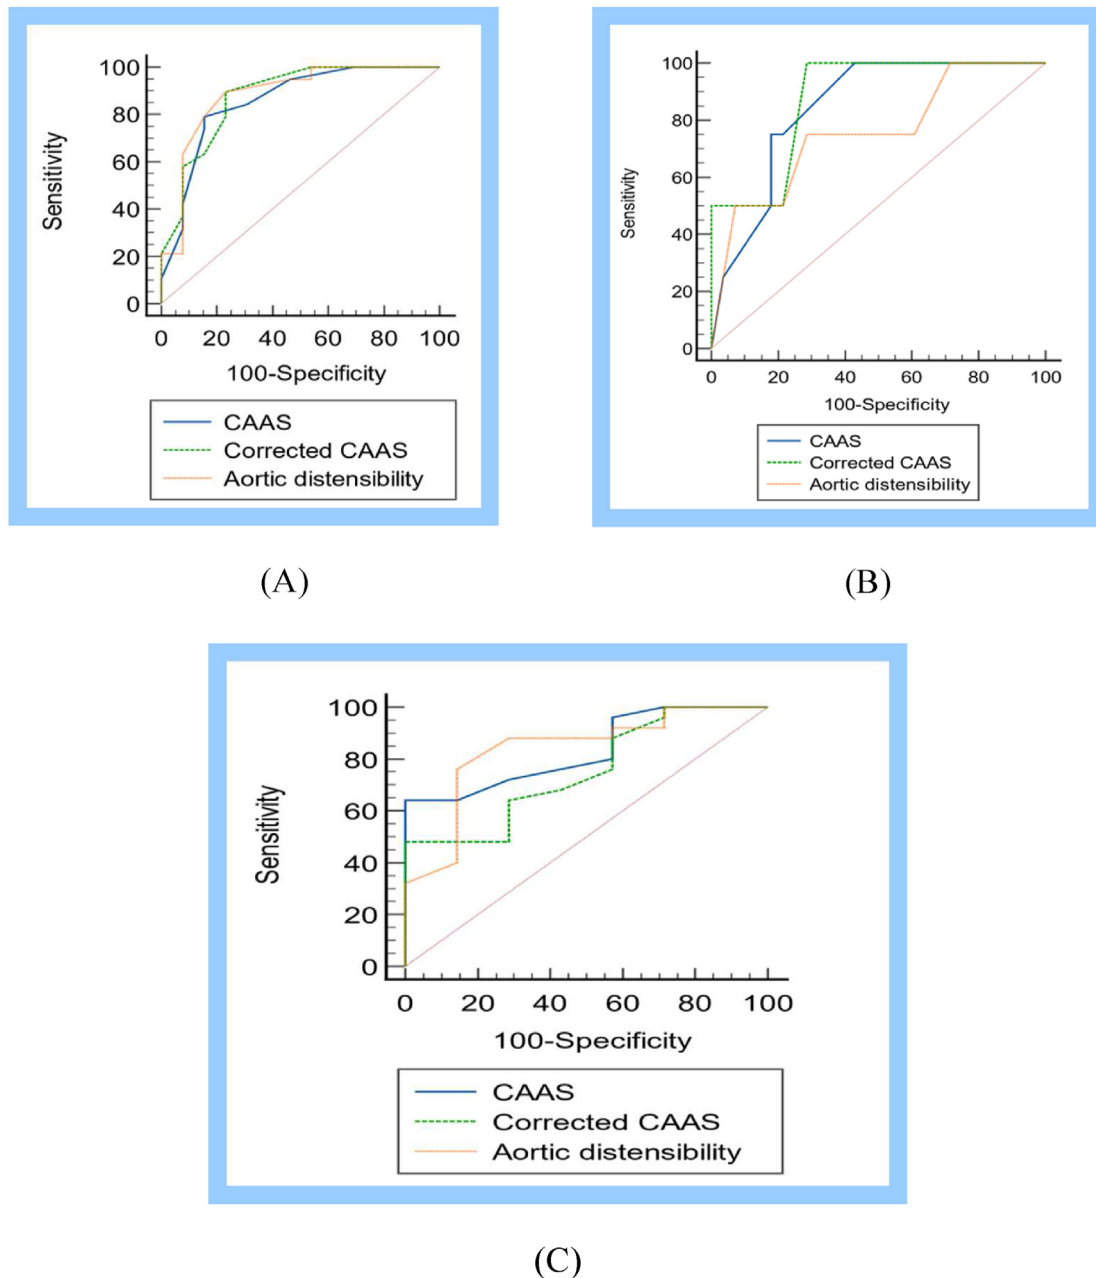 100
80
60
40
20
0
Sensitivity
0 20 40 60 80 100
100-Specificity
CAAS
Corrected CAAS
Aortic distensibility
(A)
100
80
60
40
20
0
Sensitivity
0 20 40 60 80 100
100-Specificity
CAAS
Corrected CAAS
Aortic distensibility
(B)
100
80
60
40
20
0
Sensitivity
0 20 40 60 80 100
100-Specificity
CAAS
Corrected CAAS
Aortic distensibility
(C)